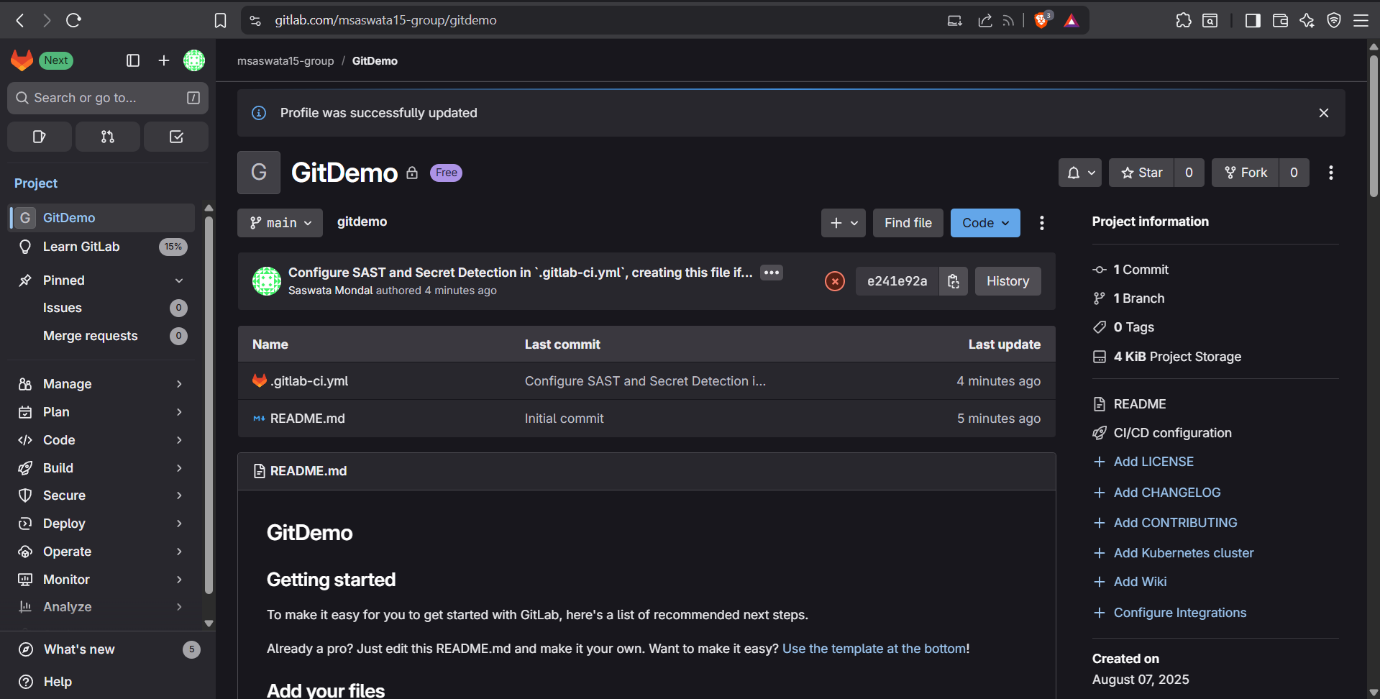 gitlab.com/msaswata15-group/gitdemo
3
Next
Search or go to...
/
Project
G GitDemo
Learn GitLab 15%
Pinned
Issues 0
Merge requests 0
Manage
Plan
Code
Build
Secure
Deploy
Operate
Monitor
Analyze
What's new 5
Help
msaswata15-group / GitDemo
Profile was successfully updated
G GitDemo Free
Star 0 Fork 0
main gitdemo
Find file Code
Configure SAST and Secret Detection in `.gitlab-ci.yml`, creating this file if...
Saswata Mondal authored 4 minutes ago
e241e92a History
Name Last commit Last update
.gitlab-ci.yml Configure SAST and Secret Detection i... 4 minutes ago
README.md Initial commit 5 minutes ago
README.md
GitDemo
Getting started
To make it easy for you to get started with GitLab, here's a list of recommended next steps.
Already a pro? Just edit this README.md and make it your own. Want to make it easy? Use the template at the bottom!
Add your files
Project information
1 Commit
1 Branch
0 Tags
4 KiB Project Storage
README
CI/CD configuration
Add LICENSE
Add CHANGELOG
Add CONTRIBUTING
Add Kubernetes cluster
Add Wiki
Configure Integrations
Created on
August 07, 2025